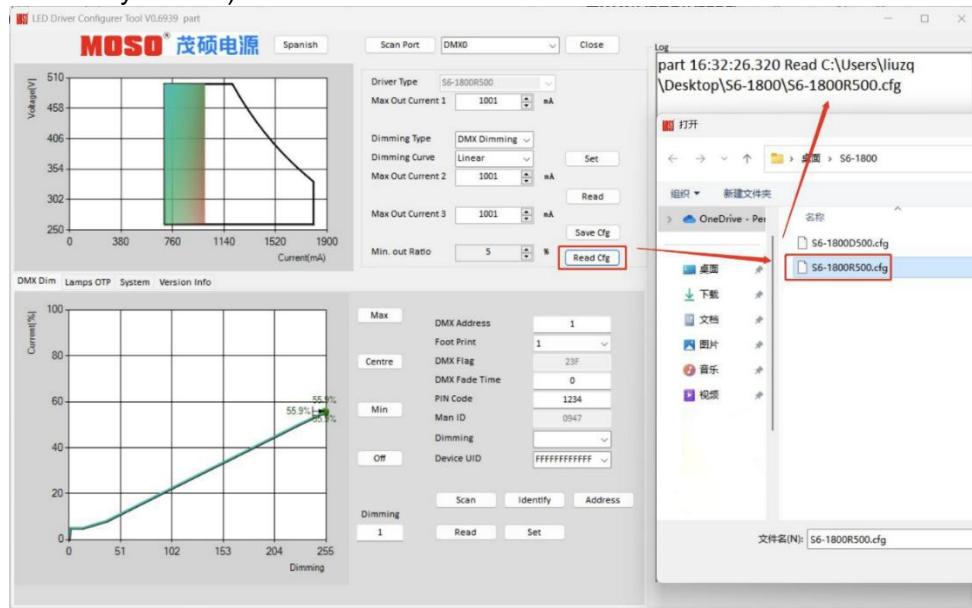 LED Driver Configurer Tool V0.6939 part
MOSO® 茂硕电源
Spanish
Scan Port
DMX0
Close
Log
part 16:32:26.320 Read C:\Users\liuzq
\Desktop\S6-1800\S6-1800R500.cfg
Voltage(V)
510
458
406
354
302
250
0 380 760 1140 1520 1900
Current(mA)
Driver Type S6-1800R500
Max Out Current 1 1001 mA
Dimming Type DMX Dimming
Dimming Curve Linear Set
Max Out Current 2 1001 mA
Read
Max Out Current 3 1001 mA
Save Cfg
Min. out Ratio 5 % Read Cfg
打开
桌面 › S6-1800
组织 新建文件夹
OneDrive - Per
名称
S6-1800D500.cfg
S6-1800R500.cfg
桌面
下载
文档
图片
音乐
视频
文件名(N): S6-1800R500.cfg
DMX Dim Lamps OTP System Version Info
Current(%)
100
80
60
40
20
0
55.9%
55.9%
55.9%
0 51 102 153 204 255
Dimming
Max
Centre
Min
Off
Dimming
1
DMX Address 1
Foot Print 1
DMX Flag 23F
DMX Fade Time 0
PIN Code 1234
Man ID 0947
Dimming
Device UID FFFFFFFFFFFF
Scan Identify Address
Read Set